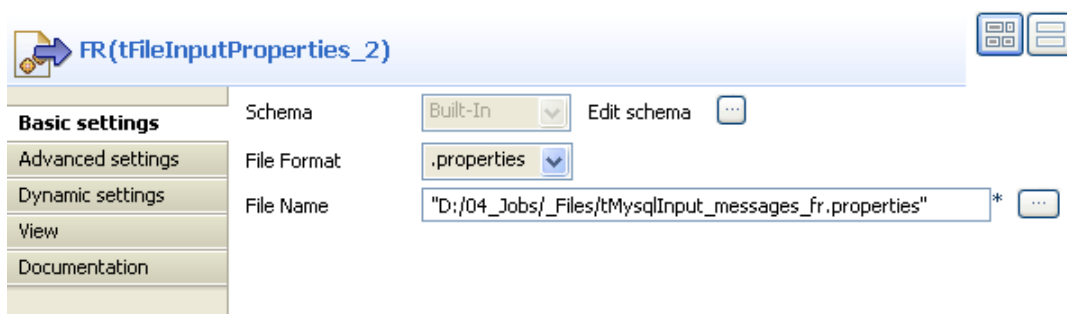 FR(tFileInputProperties_2)
Basic settings
Advanced settings
Dynamic settings
View
Documentation
Schema Built-In Edit schema ...
File Format .properties
File Name "D:/04_Jobs/_Files/tMysqlInput_messages_fr.properties" * ...